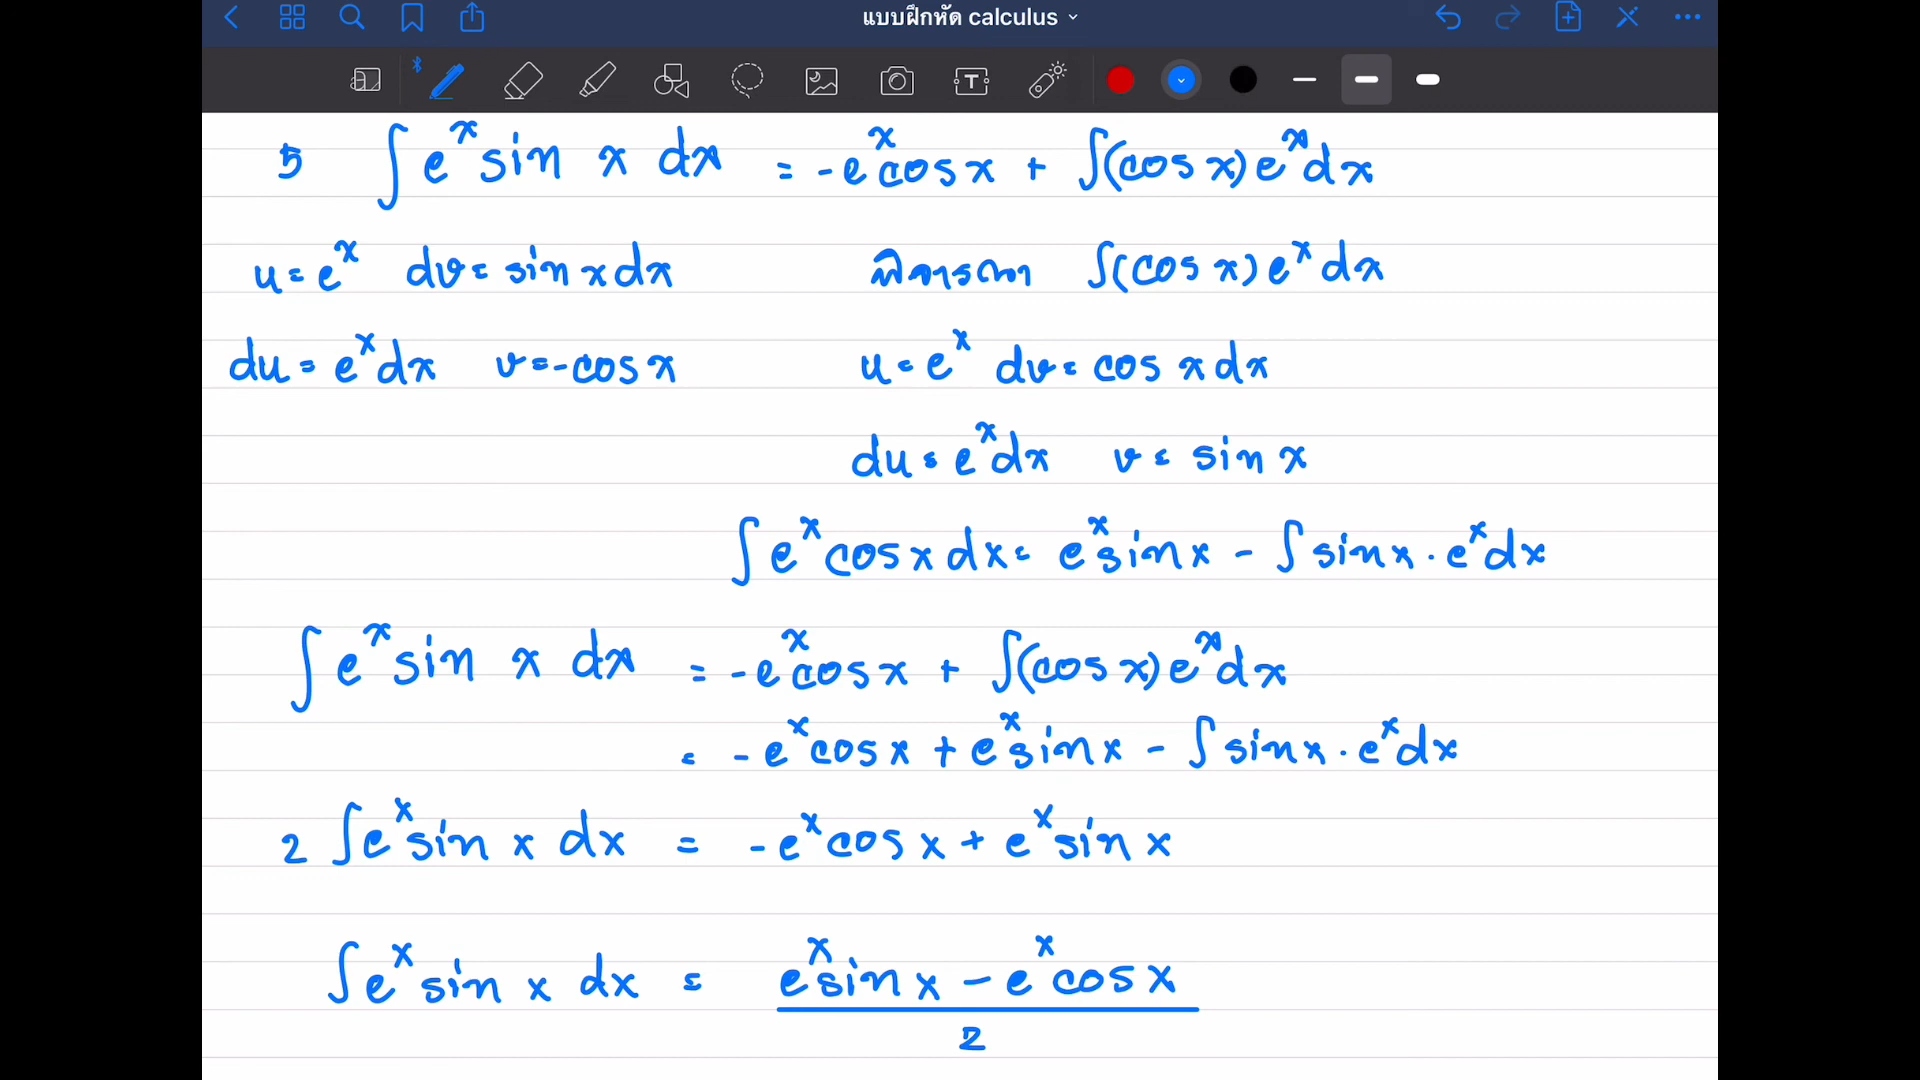 แบบฝึกหัด calculus
5 ∫ e^x sin x dx = -e^x cos x + ∫(cos x) e^x dx
u = e^x dv = sin x dx พิจารณา ∫(cos x) e^x dx
du = e^x dx v = -cos x u = e^x dv = cos x dx
du = e^x dx v = sin x
∫ e^x cos x dx = e^x sin x - ∫ sin x · e^x dx
∫ e^x sin x dx = -e^x cos x + ∫(cos x) e^x dx
= -e^x cos x + e^x sin x - ∫ sin x · e^x dx
2 ∫ e^x sin x dx = -e^x cos x + e^x sin x
∫ e^x sin x dx = e^x sin x - e^x cos x
2